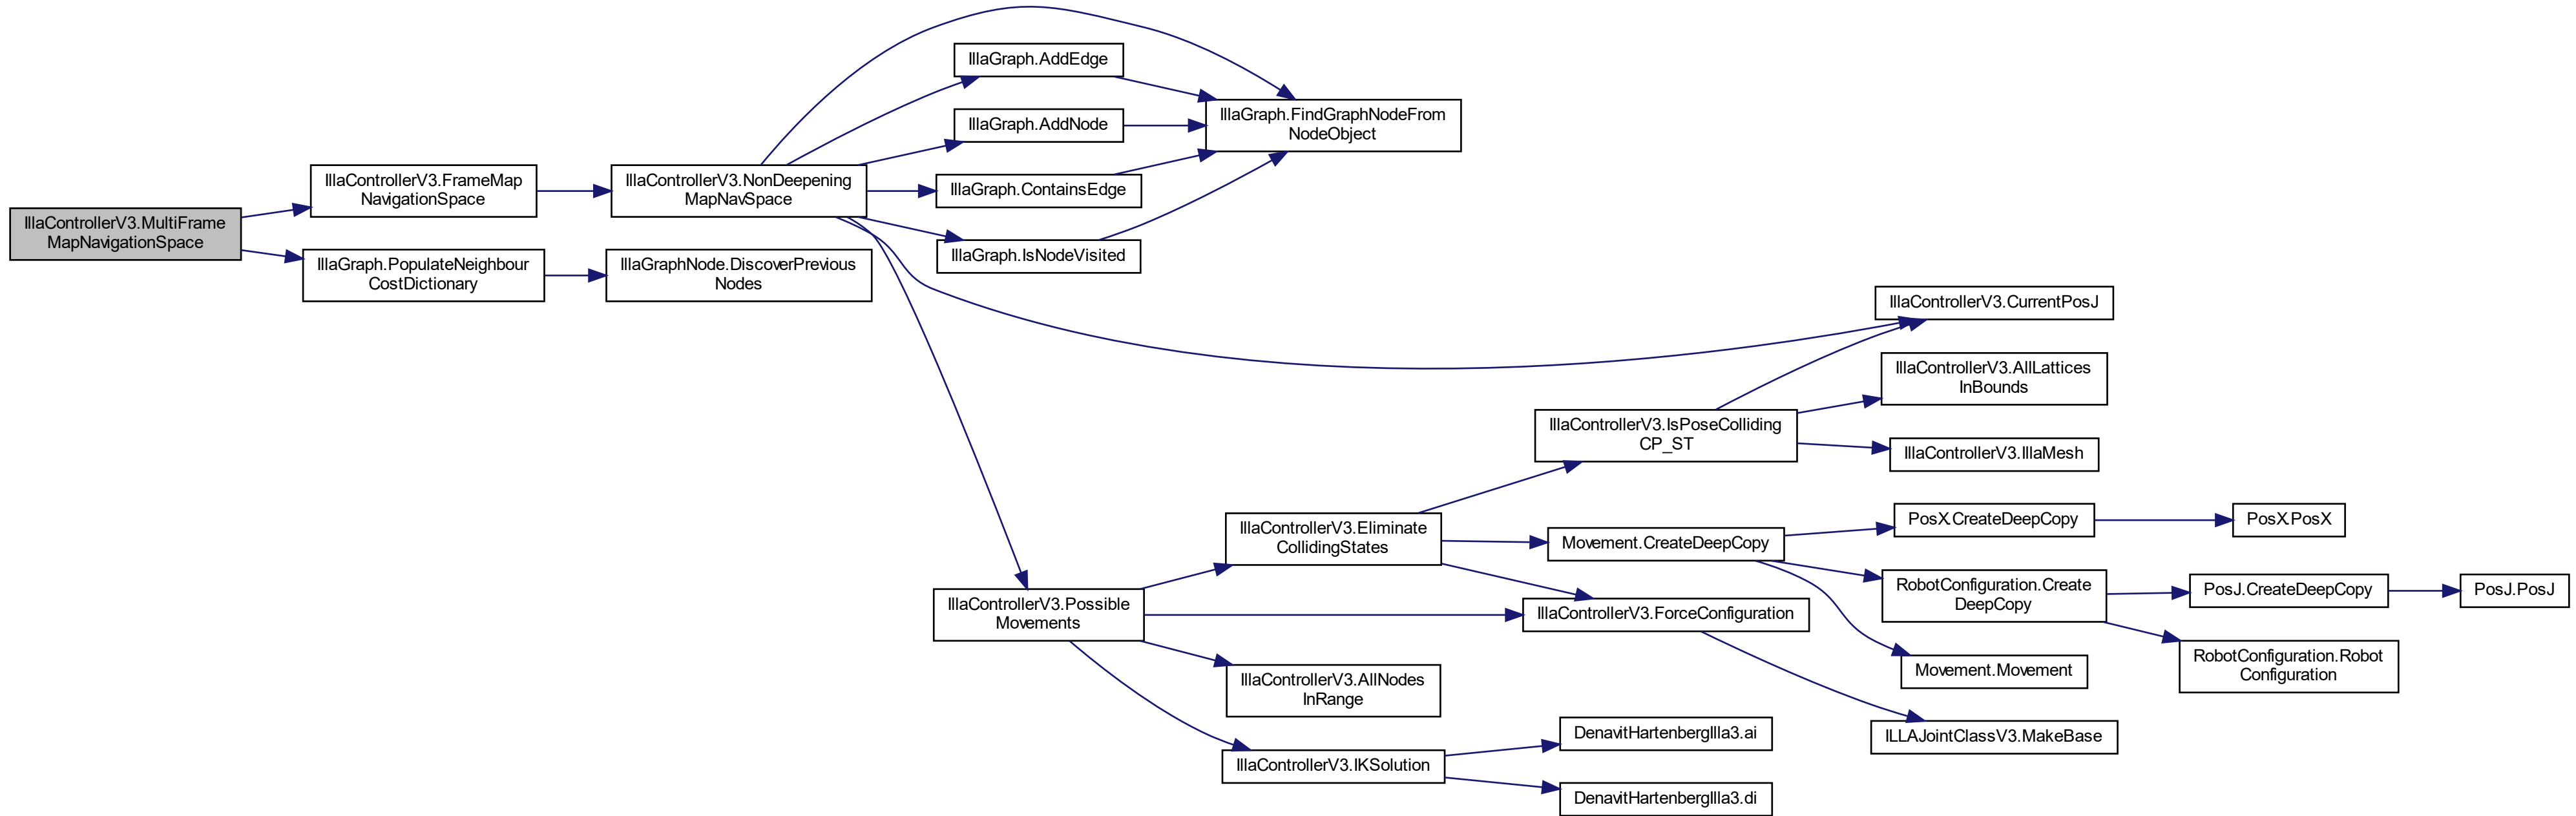 IllaControllerV3.MultiFrame
MapNavigationSpace
IllaControllerV3.FrameMap
NavigationSpace
IllaGraph.PopulateNeighbour
CostDictionary
IllaControllerV3.NonDeepening
MapNavSpace
IllaGraphNode.DiscoverPrevious
Nodes
IllaGraph.AddEdge
IllaGraph.AddNode
IllaGraph.ContainsEdge
IllaGraph.IsNodeVisited
IllaGraph.FindGraphNodeFrom
NodeObject
IllaControllerV3.Possible
Movements
IllaControllerV3.Eliminate
CollidingStates
IllaControllerV3.AllNodes
InRange
IllaControllerV3.IKSolution
IllaControllerV3.IsPoseColliding
CP_ST
Movement.CreateDeepCopy
IllaControllerV3.ForceConfiguration
DenavitHartenbergIlla3.ai
DenavitHartenbergIlla3.di
IllaControllerV3.CurrentPosJ
IllaControllerV3.AllLattices
InBounds
IllaControllerV3.IllaMesh
PosX.CreateDeepCopy
RobotConfiguration.Create
DeepCopy
Movement.Movement
ILLAJointClassV3.MakeBase
PosX.PosX
PosJ.CreateDeepCopy
RobotConfiguration.Robot
Configuration
PosJ.PosJ